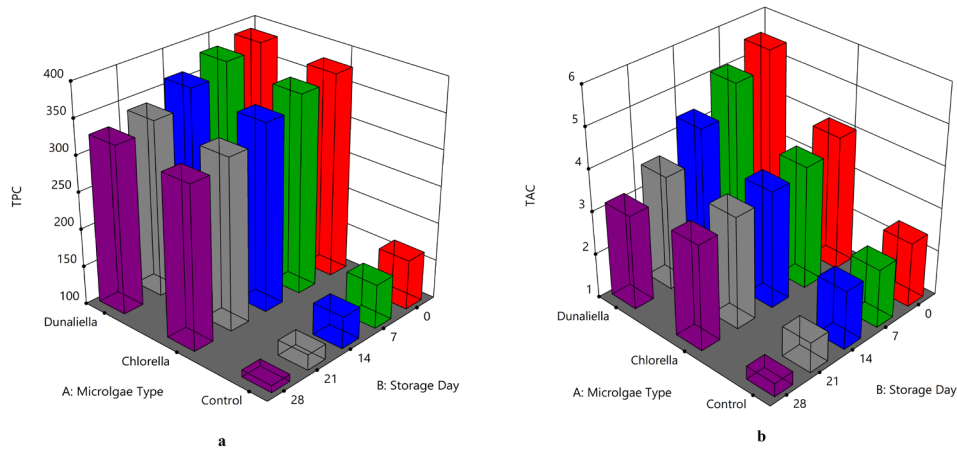 400
350
300
250
200
150
100
TPC
Dunaliella
Chlorella
Control
A: Microlgae Type
0
7
14
21
28
B: Storage Day
a
6
5
4
3
2
1
TAC
Dunaliella
Chlorella
Control
A: Microlgae Type
0
7
14
21
28
B: Storage Day
b